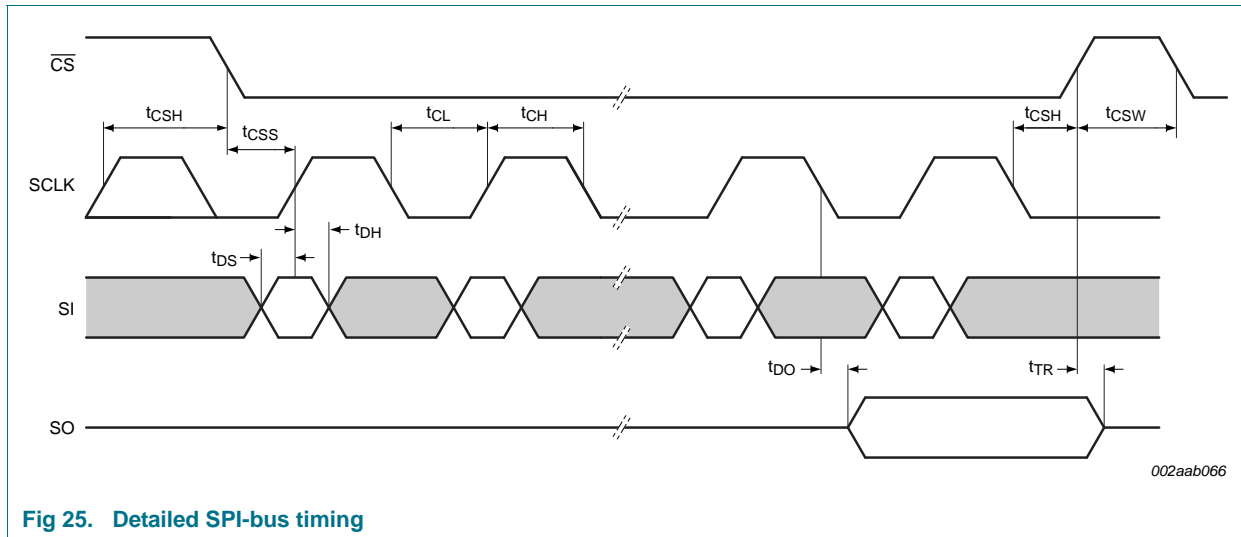 CS
tCSH
tCSS
tCL
tCH
tCSH
tCSW
SCLK
tDH
tDS
SI
tDO
tTR
SO
002aab066
Fig 25. Detailed SPI-bus timing